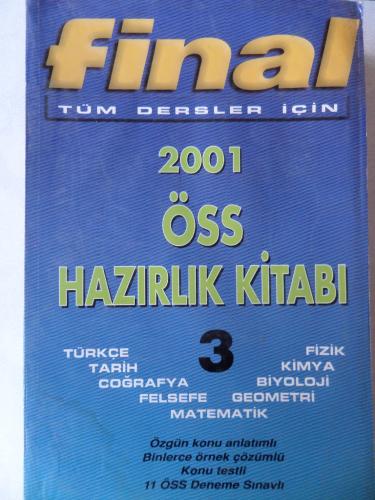 final
TÜM DERSLER İÇİN
2001
ÖSS
HAZIRLIK KİTABI
3
TÜRKÇE FİZİK
TARİH KİMYA
COĞRAFYA BİYOLOJİ
FELSEFE GEOMETRİ
MATEMATİK
Özgün konu anlatımlı
Binlerce örnek çözümlü
Konu testli
11 ÖSS Deneme Sınavlı